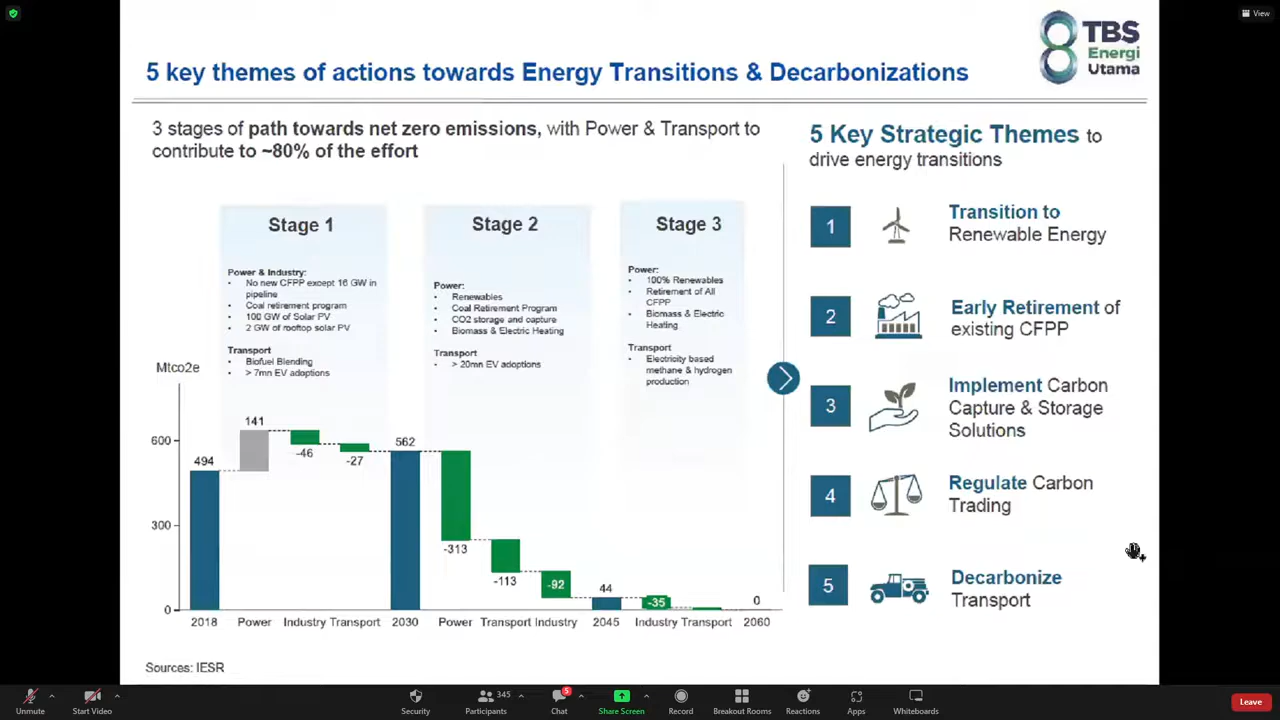 View
TBS
Energi
Utama
5 key themes of actions towards Energy Transitions & Decarbonizations
3 stages of path towards net zero emissions, with Power & Transport to
contribute to ~80% of the effort
Stage 1
Power & Industry:
• No new CFPP except 16 GW in
pipeline
• Coal retirement program
• 100 GW of Solar PV
• 2 GW of rooftop solar PV
Transport
• Biofuel Blending
• > 7mn EV adoptions
Stage 2
Power:
• Renewables
• Coal Retirement Program
• CO2 storage and capture
• Biomass & Electric Heating
Transport
• > 20mn EV adoptions
Stage 3
Power:
• 100% Renewables
• Retirement of All
CFPP
• Biomass & Electric
Heating
Transport
• Electricity based
methane & hydrogen
production
Mtco2e
600
300
0
494
141
-46
-27
562
-313
-113
-92
44
-35
0
2018 Power Industry Transport 2030 Power Transport Industry 2045 Industry Transport 2060
Sources: IESR
5 Key Strategic Themes to
drive energy transitions
1
Transition to
Renewable Energy
2
Early Retirement of
existing CFPP
3
Implement Carbon
Capture & Storage
Solutions
4
Regulate Carbon
Trading
5
Decarbonize
Transport
Unmute
Start Video
Security
345
Participants
5
Chat
Share Screen
Record
Breakout Rooms
Reactions
Apps
Whiteboards
Leave